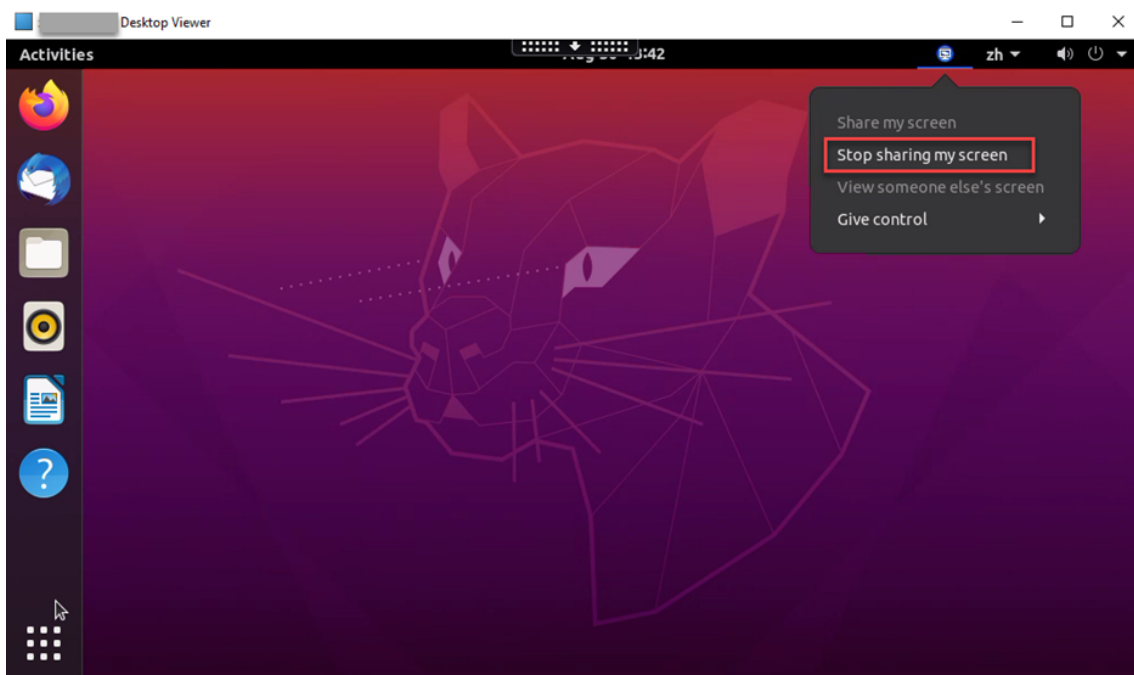 Desktop Viewer
Activities
:42
zh
Share my screen
Stop sharing my screen
View someone else's screen
Give control
?